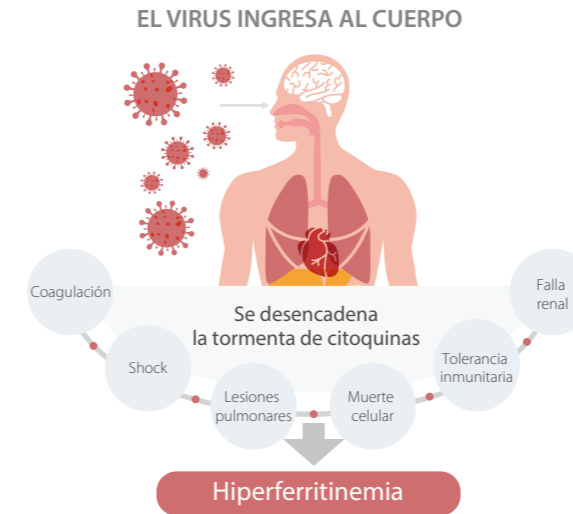 EL VIRUS INGRESA AL CUERPO
Se desencadena
la tormenta de citoquinas
Coagulación
Shock
Lesiones
pulmonares
Muerte
celular
Tolerancia
inmunitaria
Falla
renal
Hiperferritinemia